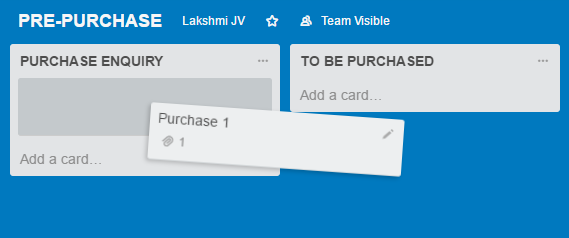 PRE-PURCHASE Lakshmi JV Team Visible
PURCHASE ENQUIRY ...
TO BE PURCHASED ...
Purchase 1
1
Add a card...
Add a card...